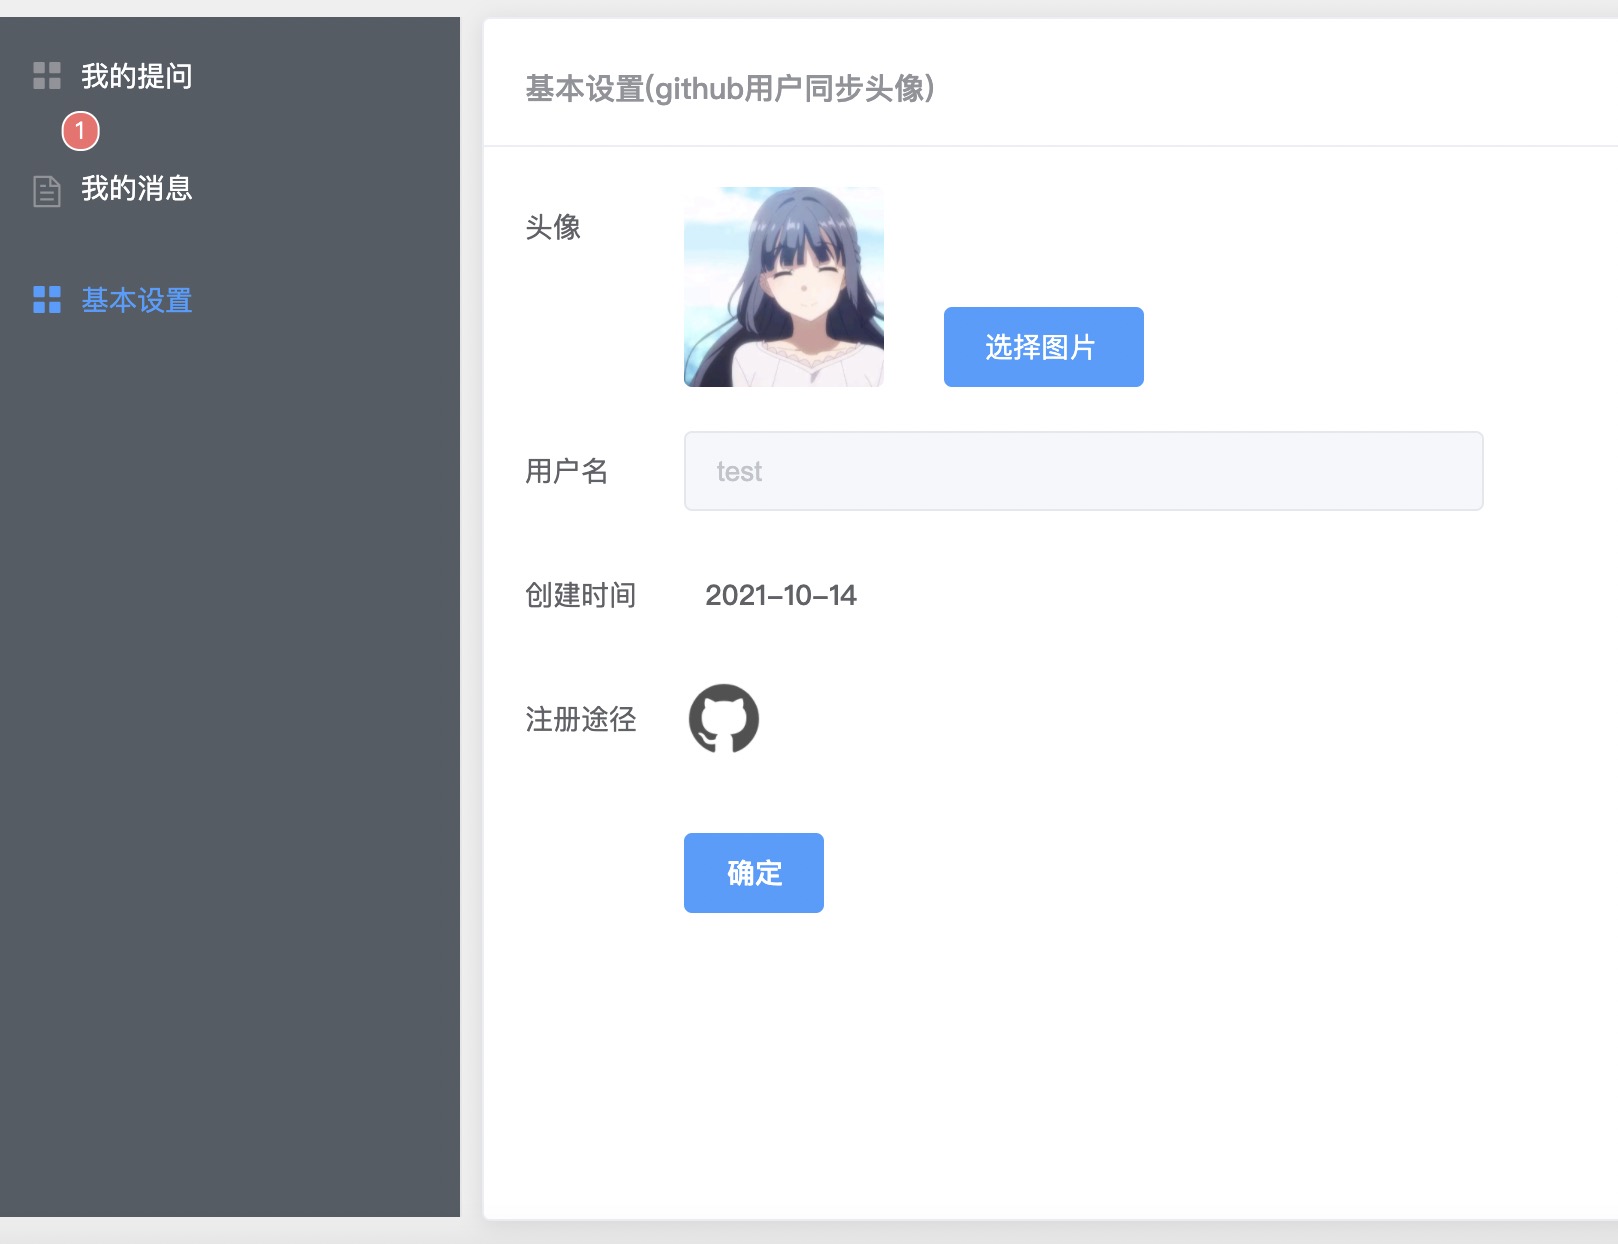 我的提问
1
我的消息
基本设置
基本设置(github用户同步头像)
头像
选择图片
用户名
test
创建时间
2021-10-14
注册途径
确定